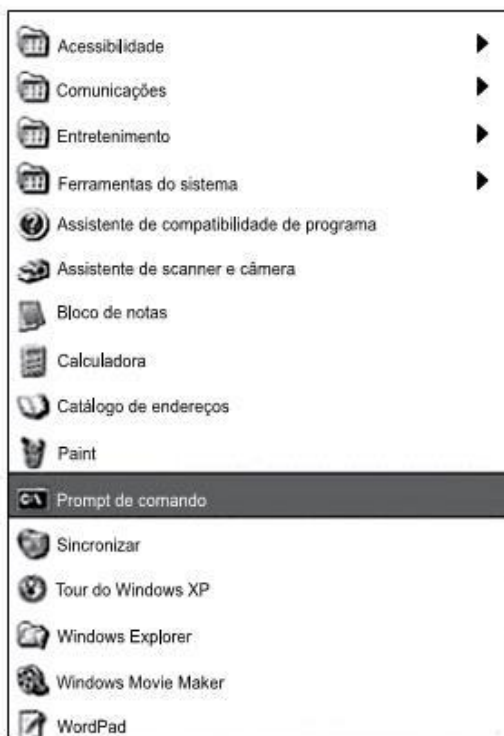 Acessibilidade
Comunicações
Entretenimento
Ferramentas do sistema
Assistente de compatibilidade de programa
Assistente de scanner e câmera
Bloco de notas
Calculadora
Catálogo de endereços
Paint
C:\ Prompt de comando
Sincronizar
Tour do Windows XP
Windows Explorer
Windows Movie Maker
WordPad